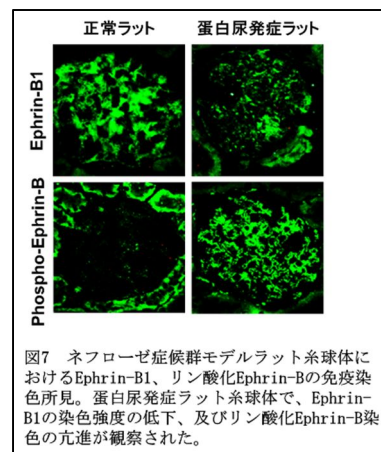 正常ラット 蛋白尿発症ラット
Ephrin-B1
Phospho-Ephrin-B
図7 ネフローゼ症候群モデルラット糸球体に
おけるEphrin-B1、リン酸化Ephrin-Bの免疫染
色所見。蛋白尿発症ラット糸球体で、Ephrin-
B1の染色強度の低下、及びリン酸化Ephrin-B染
色の亢進が観察された。